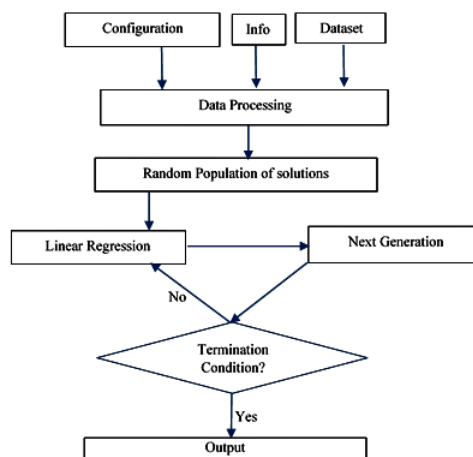 Configuration
Info
Dataset
Data Processing
Random Population of solutions
Linear Regression
Next Generation
No
Termination
Condition?
Yes
Output